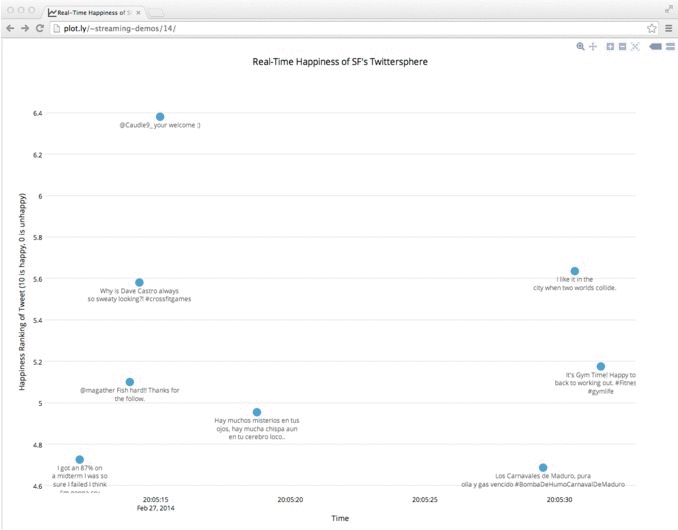 Real-Time Happiness of S
plot.ly/~streaming-demos/14/
Real-Time Happiness of SF's Twittersphere
Happiness Ranking of Tweet (10 is happy, 0 is unhappy)
6.4
6.2
6
5.8
5.6
5.4
5.2
5
4.8
4.6
@Caudle9_ your welcome :)
Why is Dave Castro always
so sweaty looking?! #crossfitgames
I like it in the
city when two worlds collide.
It's Gym Time! Happy to
back to working out. #Fitnes
#gymlife
@magather Fish hard!! Thanks for
the follow.
Hay muchos misterios en tus
ojos, hay mucha chispa aun
en tu cerebro loco..
I got an 87% on
a midterm I was so
sure I failed I think
I'm gonna cry
Los Carnavales de Maduro, pura
olla y gas vencido #BombaDeHumoCarnavalDeMaduro
20:05:15
Feb 27, 2014
20:05:20
20:05:25
20:05:30
Time